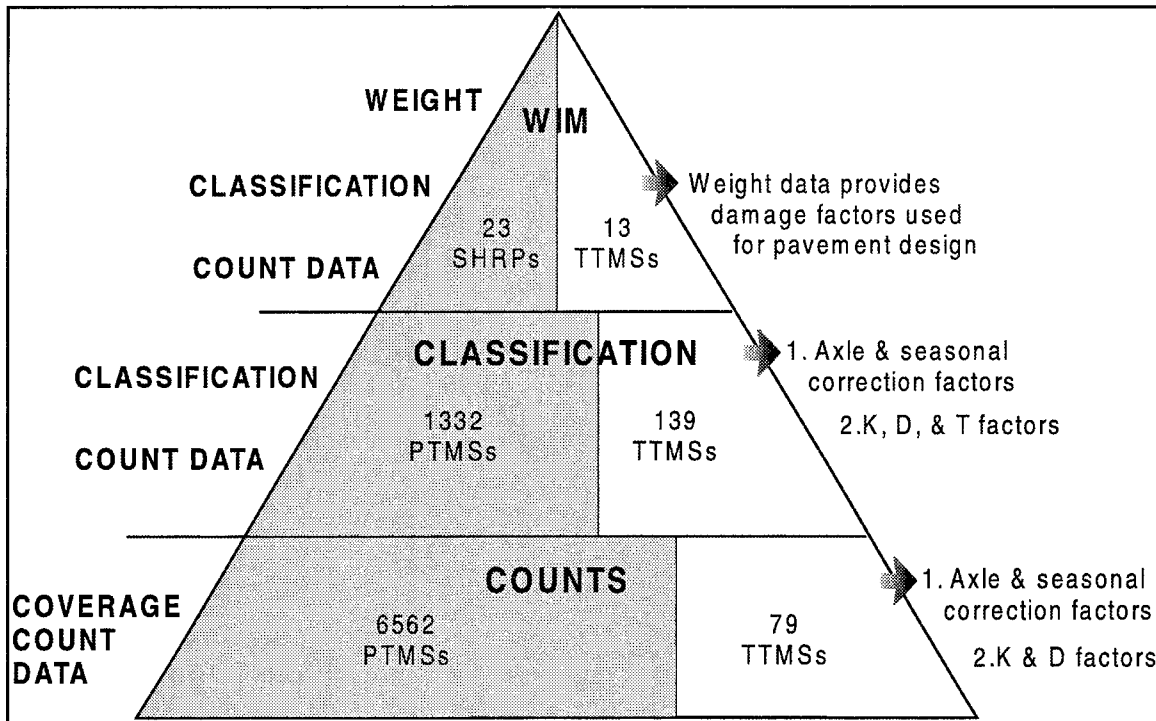 WEIGHT
WIM
CLASSIFICATION
Weight data provides
damage factors used
for pavement design
23
SHRPs
13
TTMSs
COUNT DATA
CLASSIFICATION
1. Axle & seasonal
correction factors
CLASSIFICATION
2.K, D, & T factors
1332
PTMSs
139
TTMSs
COUNT DATA
COUNTS
1. Axle & seasonal
correction factors
COVERAGE
COUNT
DATA
6562
PTMSs
79
TTMSs
2.K & D factors